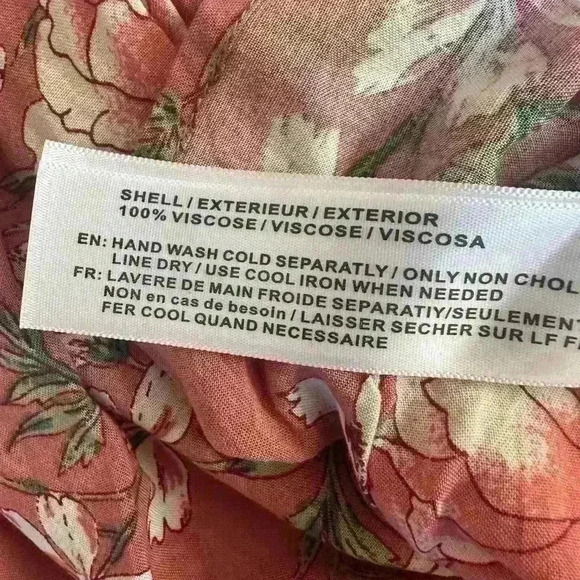 SHELL / EXTERIEUR / EXTERIOR
100% VISCOSE / VISCOSE / VISCOSA
EN: HAND WASH COLD SEPARATLY / ONLY NON CHOL
LINE DRY / USE COOL IRON WHEN NEEDED
FR: LAVERE DE MAIN FROIDE SEPARATIY/SEULEMEN
NON en cas de besoin / LAISSER SECHER SUR LF
FER COOL QUAND NECESSAIRE